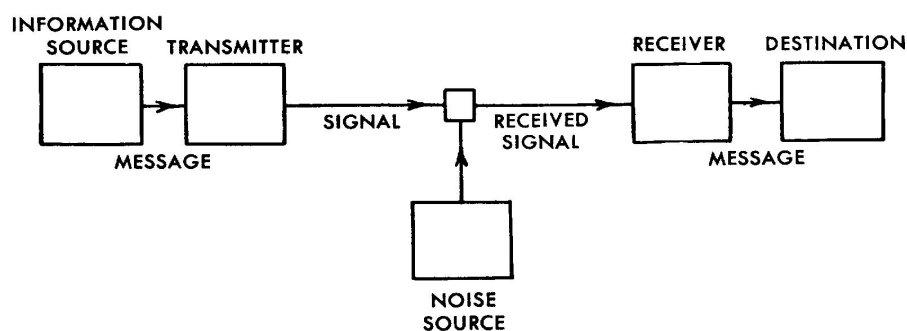 INFORMATION
SOURCE
TRANSMITTER
RECEIVER
DESTINATION
SIGNAL
RECEIVED
SIGNAL
MESSAGE
MESSAGE
NOISE
SOURCE